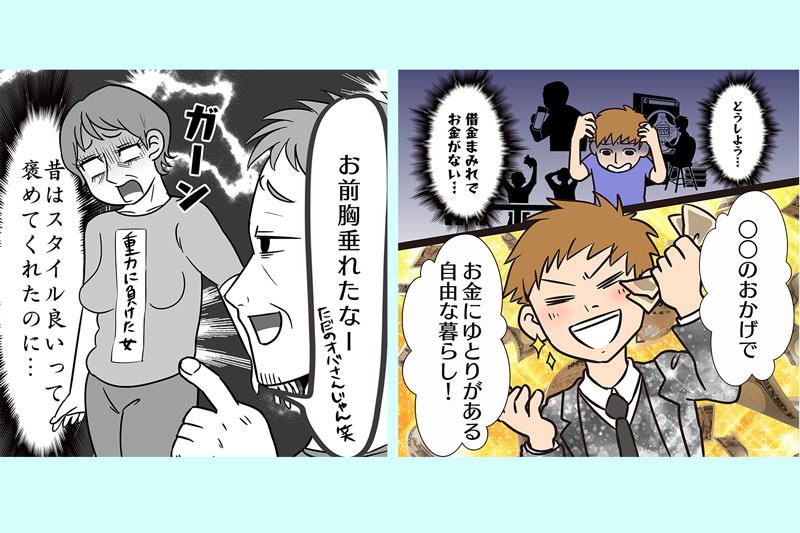 お前胸垂れたなー
ただのオバさんじゃん笑
ガーン
重力に負けた女
昔はスタイル良いって
褒めてくれたのに…
どうしよう…
借金まみれで
お金がない…
〇〇のおかげで
お金にゆとりがある
自由な暮らし！